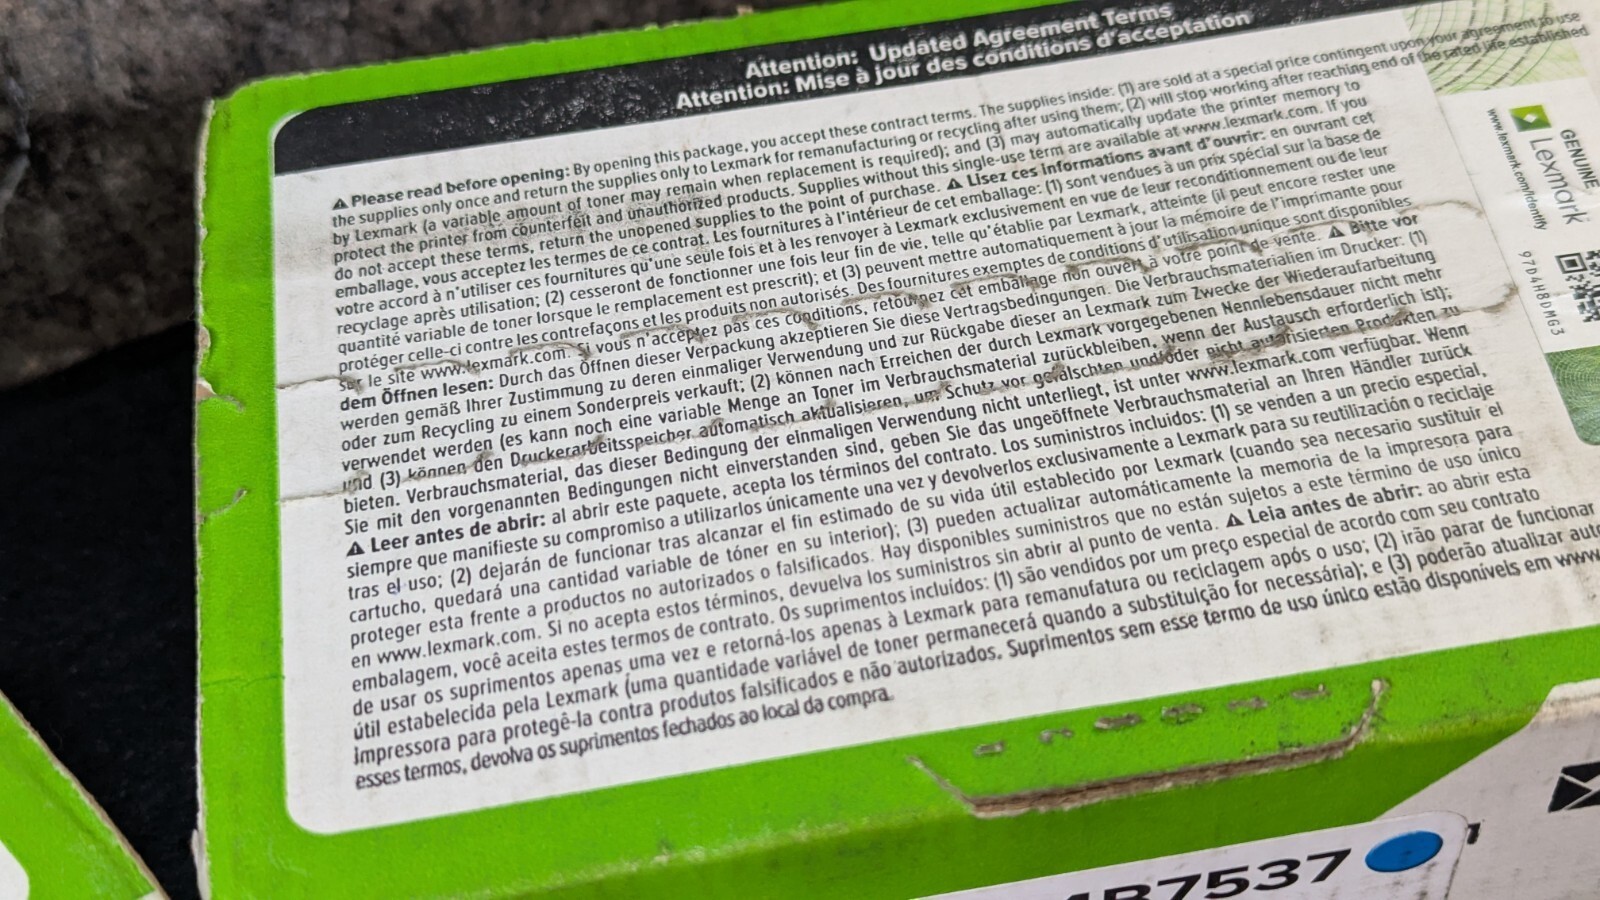 Attention: Updated Agreement Terms
Attention: Mise à jour des conditions d'acceptation
⚠ Please read before opening: By opening this package, you accept these contract terms. The supplies inside: (1) are sold at a special price contingent upon your agreement to use
the supplies only once and return the supplies only to Lexmark for remanufacturing or recycling after using them; (2) will stop working after reaching end of the rated life established
by Lexmark (a variable amount of toner may remain when replacement is required); and (3) may automatically update the printer memory to
protect the printer from counterfeit and unauthorized products. Supplies without this single-use term are available at www.lexmark.com. If you
do not accept these terms, return the unopened supplies to the point of purchase. ⚠ Lisez ces informations avant d'ouvrir: en ouvrant cet
emballage, vous acceptez les termes de ce contrat. Les fournitures à l'intérieur de cet emballage: (1) sont vendues à un prix spécial sur la base de
votre accord à n'utiliser ces fournitures qu'une seule fois et à les renvoyer à Lexmark exclusivement en vue de leur reconditionnement ou de leur
recyclage après utilisation; (2) cesseront de fonctionner une fois leur fin de vie, telle qu'établie par Lexmark, atteinte (il peut encore rester une
quantité variable de toner lorsque le remplacement est prescrit); et (3) peuvent mettre automatiquement à jour la mémoire de l'imprimante pour
protéger celle-ci contre les contrefaçons et les produits non autorisés. Des fournitures exemptes de conditions d'utilisation unique sont disponibles
sur le site www.lexmark.com. Si vous n'acceptez pas ces conditions, retournez cet emballage non ouvert à votre point de vente. ⚠ Bitte vor
dem Öffnen lesen: Durch das Öffnen dieser Verpackung akzeptieren Sie diese Vertragsbedingungen. Die Verbrauchsmaterialien im Drucker: (1)
werden gemäß Ihrer Zustimmung zu deren einmaliger Verwendung und zur Rückgabe dieser an Lexmark zum Zwecke der Wiederaufarbeitung
oder zum Recycling zu einem Sonderpreis verkauft; (2) können nach Erreichen der durch Lexmark vorgegebenen Nennlebensdauer nicht mehr
verwendet werden (es kann noch eine variable Menge an Toner im Verbrauchsmaterial zurückbleiben, wenn der Austausch erforderlich ist);
und (3) können den Druckerarbeitsspeicher automatisch aktualisieren, um Schutz vor gefälschten und/oder nicht autorisierten Produkten zu
bieten. Verbrauchsmaterial, das dieser Bedingung der einmaligen Verwendung nicht unterliegt, ist unter www.lexmark.com verfügbar. Wenn
Sie mit den vorgenannten Bedingungen nicht einverstanden sind, geben Sie das ungeöffnete Verbrauchsmaterial an Ihren Händler zurück
⚠ Leer antes de abrir: al abrir este paquete, acepta los términos del contrato. Los suministros incluidos: (1) se venden a un precio especial,
siempre que manifieste su compromiso a utilizarlos únicamente una vez y devolverlos exclusivamente a Lexmark para su reutilización o reciclaje
tras el uso; (2) dejarán de funcionar tras alcanzar el fin estimado de su vida útil establecido por Lexmark (cuando sea necesario sustituir el
cartucho, quedará una cantidad variable de tóner en su interior); (3) pueden actualizar automáticamente la memoria de la impresora para
proteger esta frente a productos no autorizados o falsificados. Hay disponibles suministros que no están sujetos a este término de uso único
en www.lexmark.com. Si no acepta estos términos, devuelva los suministros sin abrir al punto de venta. ⚠ Leia antes de abrir: ao abrir esta
embalagem, você aceita estes termos de contrato. Os suprimentos incluídos: (1) são vendidos por um preço especial de acordo com seu contrato
de usar os suprimentos apenas uma vez e retorná-los apenas à Lexmark para remanufatura ou reciclagem após o uso; (2) irão parar de funcionar
útil estabelecida pela Lexmark (uma quantidade variável de toner permanecerá quando a substituição for necessária); e (3) poderão atualizar
impressora para protegê-la contra produtos falsificados e não autorizados. Suprimentos sem esse termo de uso único estão disponíveis em www
esses termos, devolva os suprimentos fechados ao local da compra.
GENUINE
Lexmark
www.lexmark.com/identify
97D4H8DMG3
B7537